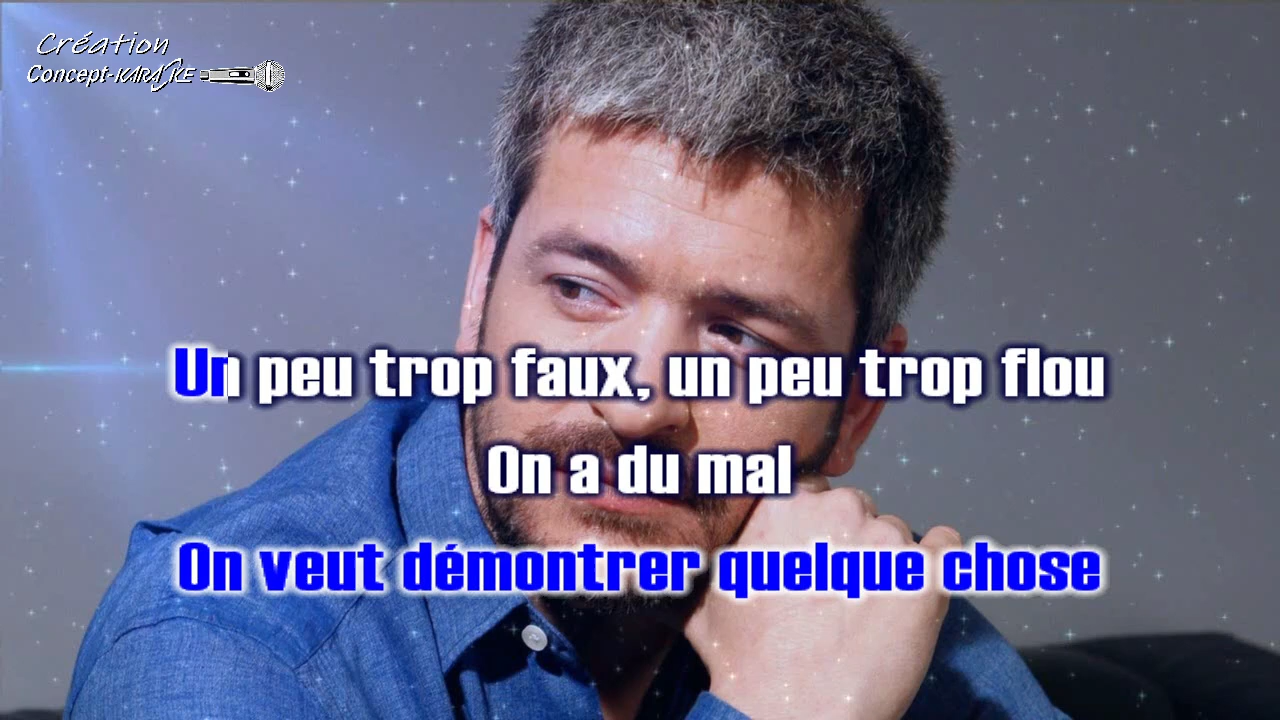 Création
Concept-KARAOKE
Un peu trop faux, un peu trop flou
On a du mal
On veut démontrer quelque chose